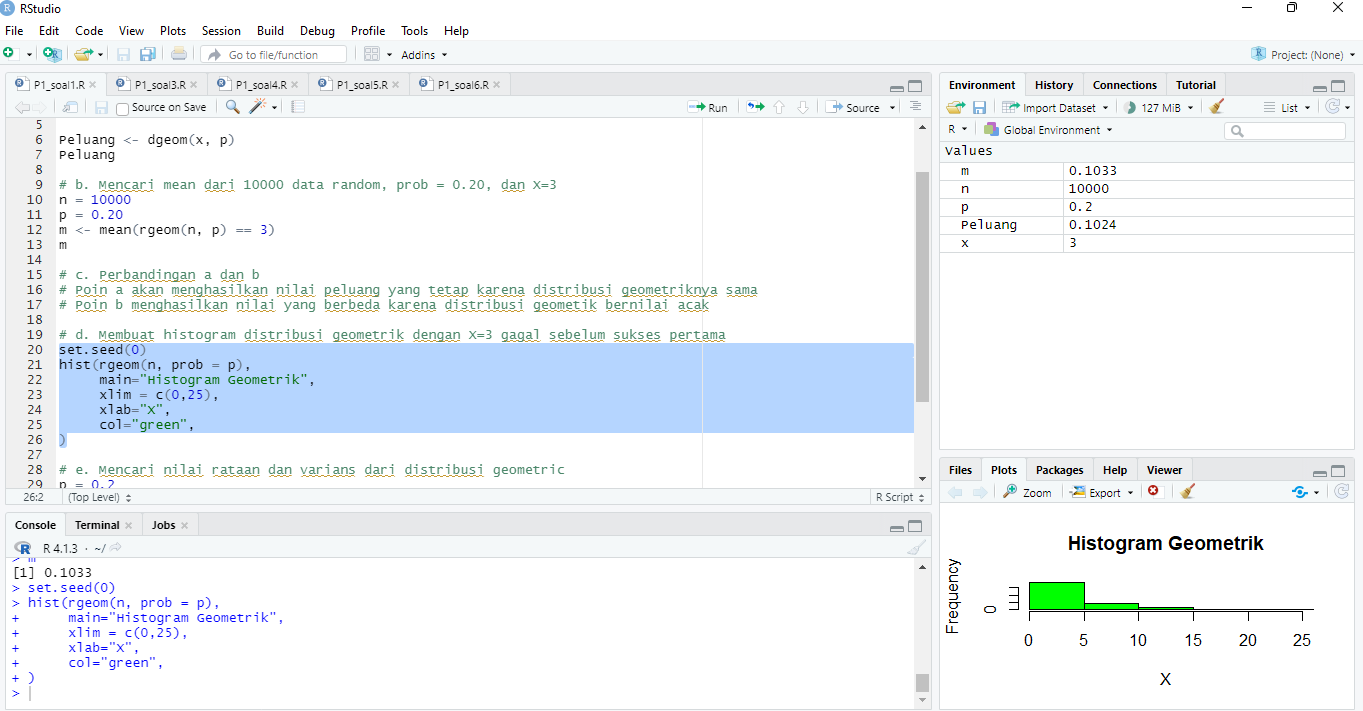 RStudio
File Edit Code View Plots Session Build Debug Profile Tools Help
Go to file/function Addins Project: (None)
P1_soal1.R P1_soal3.R P1_soal4.R P1_soal5.R P1_soal6.R
Source on Save Run Source
5
6 Peluang <- dgeom(x, p)
7 Peluang
8
9 # b. Mencari mean dari 10000 data random, prob = 0.20, dan X=3
10 n = 10000
11 p = 0.20
12 m <- mean(rgeom(n, p) == 3)
13 m
14
15 # c. Perbandingan a dan b
16 # Poin a akan menghasilkan nilai peluang yang tetap karena distribusi geometriknya sama
17 # Poin b menghasilkan nilai yang berbeda karena distribusi geometik bernilai acak
18
19 # d. Membuat histogram distribusi geometrik dengan X=3 gagal sebelum sukses pertama
20 set.seed(0)
21 hist(rgeom(n, prob = p),
22 main="Histogram Geometrik",
23 xlim = c(0,25),
24 xlab="X",
25 col="green",
26 )
27
28 # e. Mencari nilai rataan dan varians dari distribusi geometric
29 p = 0.2
26:2 (Top Level) R Script
Console Terminal Jobs
R 4.1.3 · ~/
> m
[1] 0.1033
> set.seed(0)
> hist(rgeom(n, prob = p),
+ main="Histogram Geometrik",
+ xlim = c(0,25),
+ xlab="X",
+ col="green",
+ )
>
Environment History Connections Tutorial
Import Dataset 127 MiB List
R Global Environment
Values
m 0.1033
n 10000
p 0.2
Peluang 0.1024
x 3
Files Plots Packages Help Viewer
Zoom Export
Histogram Geometrik
Frequency
0
0 5 10 15 20 25
X